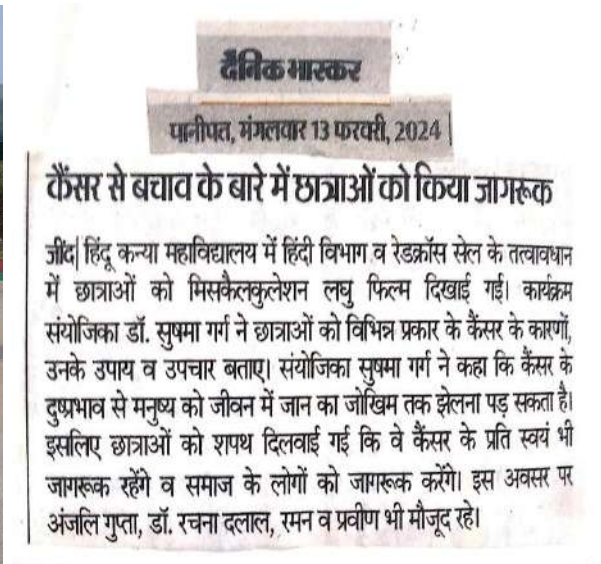 दैनिक भास्कर
पानीपत, मंगलवार 13 फरवरी, 2024
कैंसर से बचाव के बारे में छात्राओं को किया जागरूक
जींद| हिंदू कन्या महाविद्यालय में हिंदी विभाग व रेडक्रॉस सेल के तत्वावधान
में छात्राओं को मिसकैलकुलेशन लघु फिल्म दिखाई गई। कार्यक्रम
संयोजिका डॉ. सुषमा गर्ग ने छात्राओं को विभिन्न प्रकार के कैंसर के कारणों,
उनके उपाय व उपचार बताए। संयोजिका सुषमा गर्ग ने कहा कि कैंसर के
दुष्प्रभाव से मनुष्य को जीवन में जान का जोखिम तक झेलना पड़ सकता है।
इसलिए छात्राओं को शपथ दिलवाई गई कि वे कैंसर के प्रति स्वयं भी
जागरूक रहेंगे व समाज के लोगों को जागरूक करेंगे। इस अवसर पर
अंजलि गुप्ता, डॉ. रचना दलाल, रमन व प्रवीण भी मौजूद रहे।